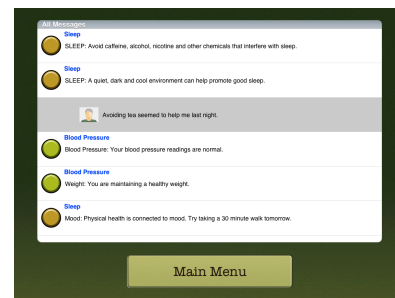 All Messages
Sleep
SLEEP: Avoid caffeine, alcohol, nicotine and other chemicals that interfere with sleep.
Sleep
SLEEP: A quiet, dark and cool environment can help promote good sleep.
Avoiding tea seemed to help me last night.
Blood Pressure
Blood Pressure: Your blood pressure readings are normal.
Blood Pressure
Weight: You are maintaining a healthy weight.
Sleep
Mood: Physical health is connected to mood. Try taking a 30 minute walk tomorrow.
Main Menu